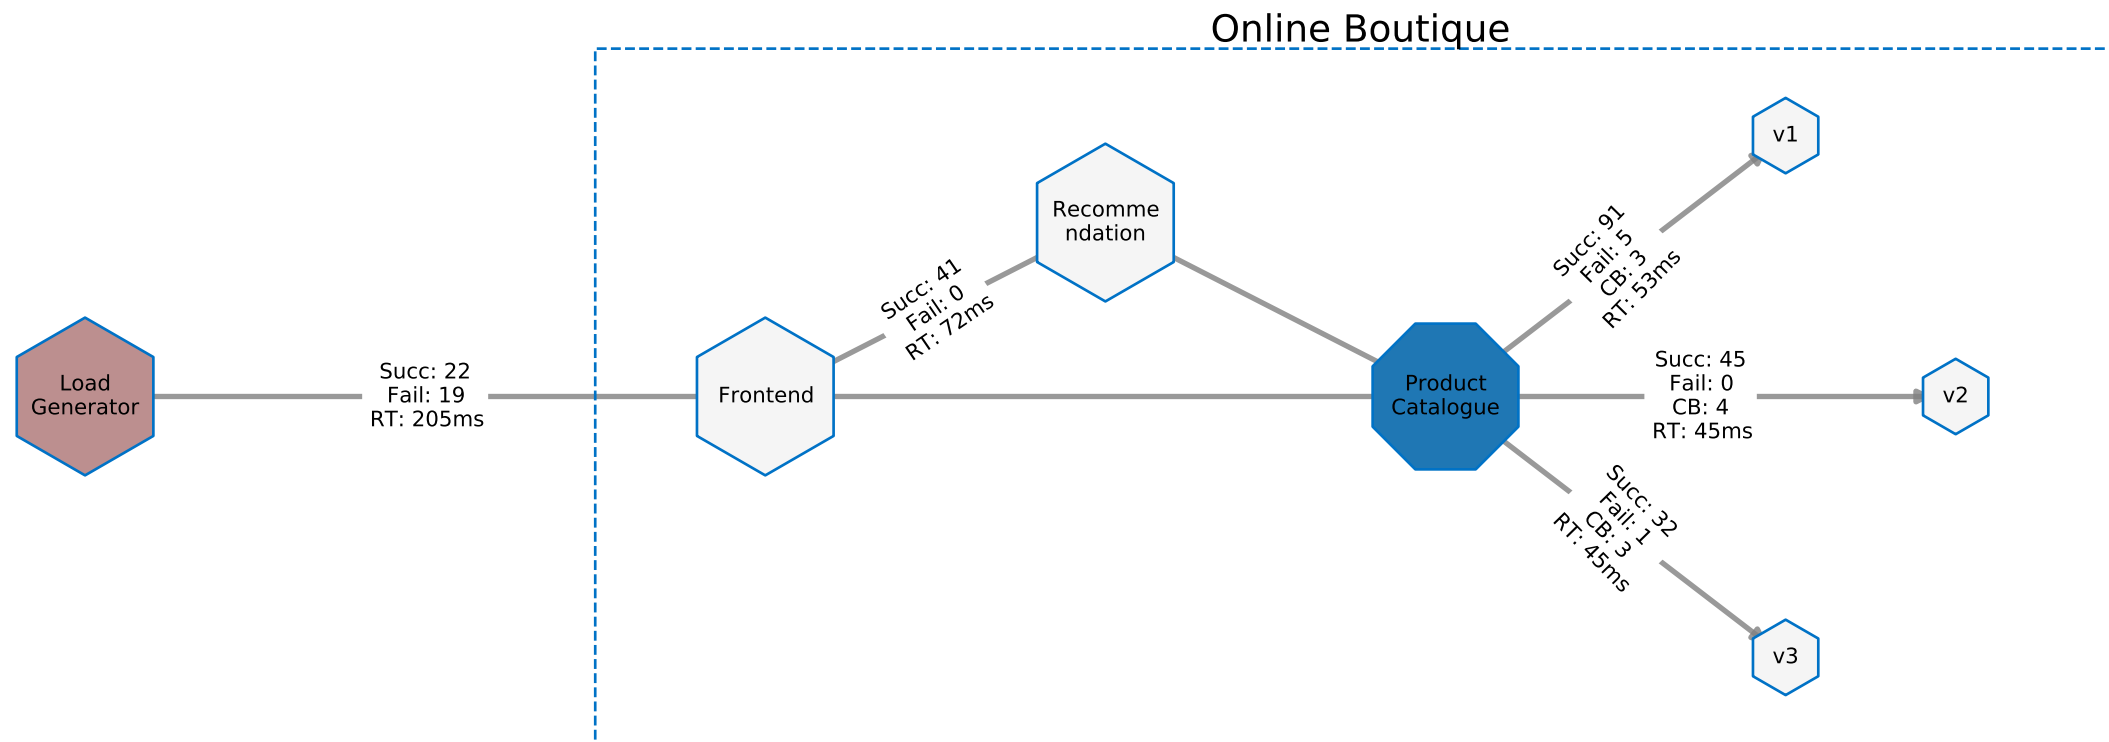 Online Boutique
Load
Generator
Succ: 22
Fail: 19
RT: 205ms
Frontend
Succ: 41
Fail: 0
RT: 72ms
Recomme
ndation
Product
Catalogue
Succ: 91
Fail: 5
CB: 3
RT: 53ms
v1
Succ: 45
Fail: 0
CB: 4
RT: 45ms
v2
Succ: 32
Fail: 1
CB: 3
RT: 45ms
v3